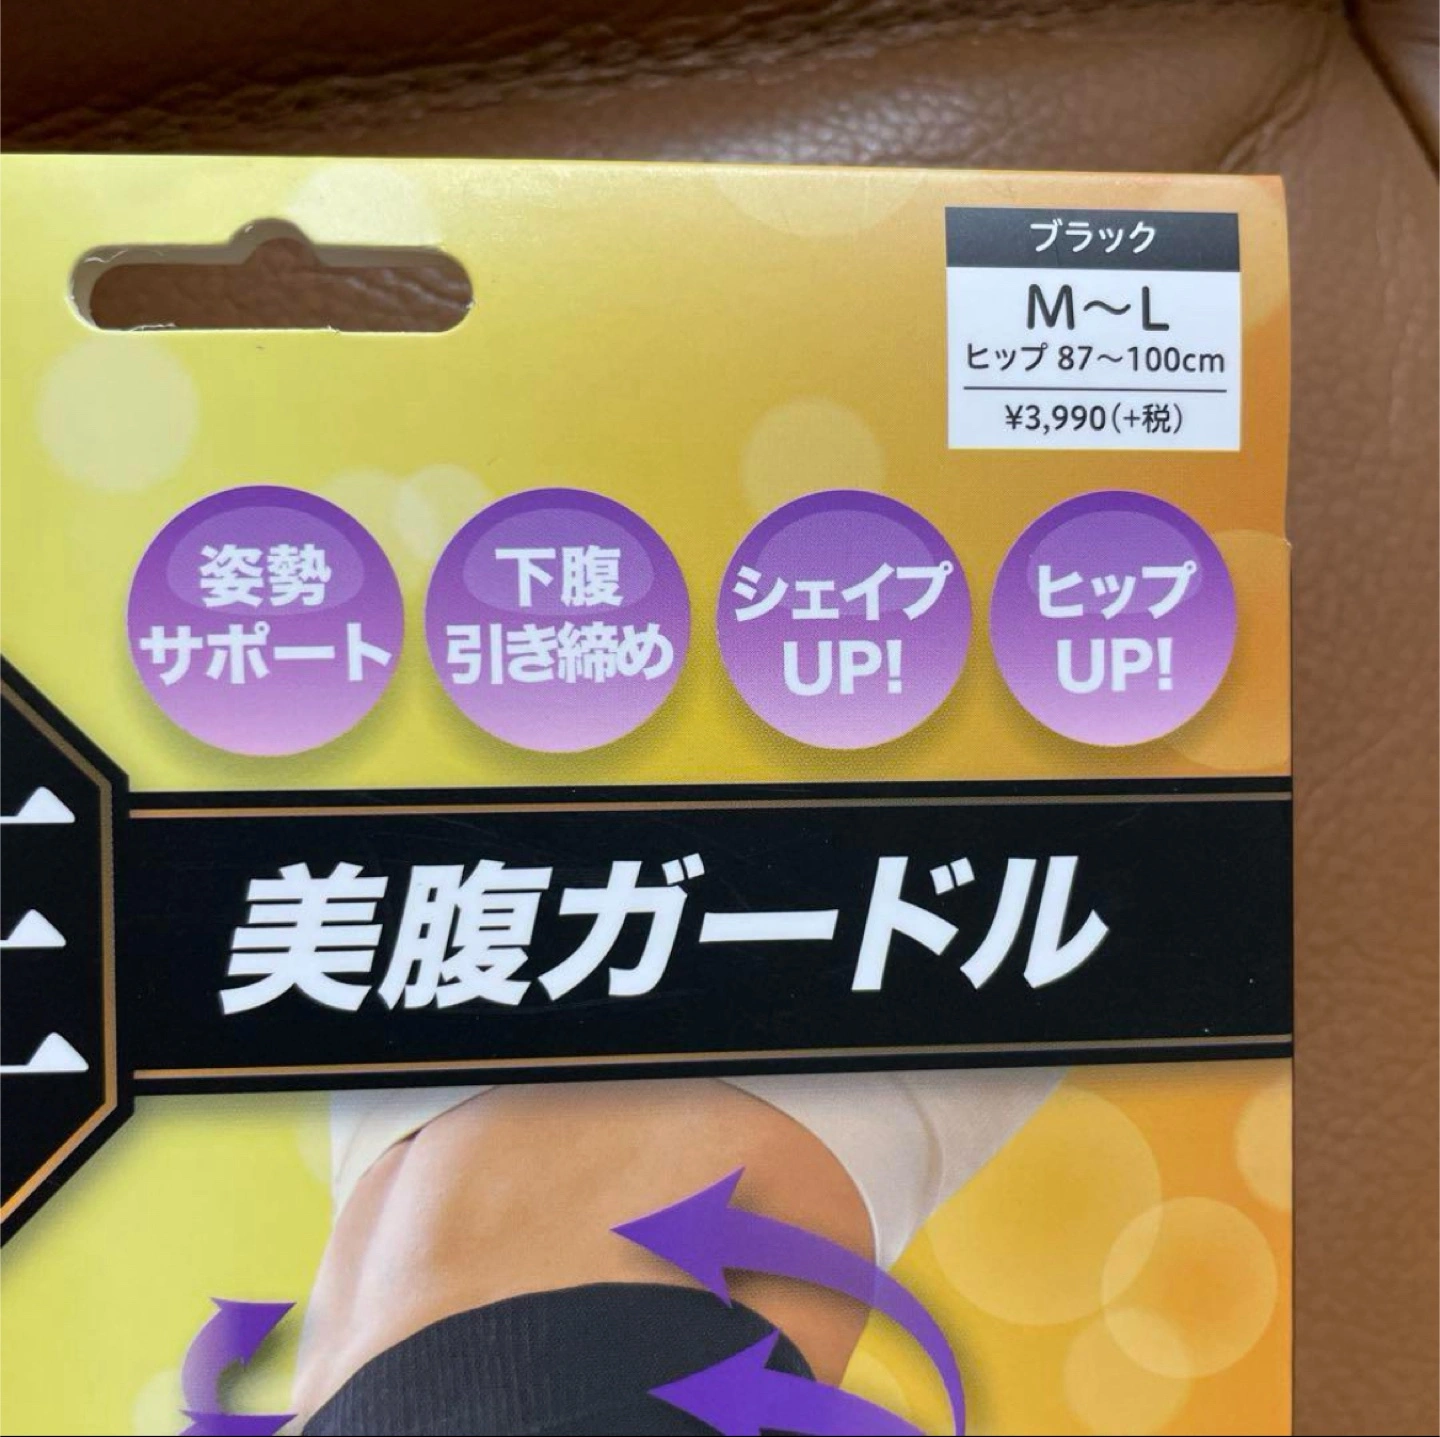 ブラック
M〜L
ヒップ 87〜100cm
¥3,990(+税)
姿勢
サポート
下腹
引き締め
シェイプ
UP!
ヒップ
UP!
美腹ガードル